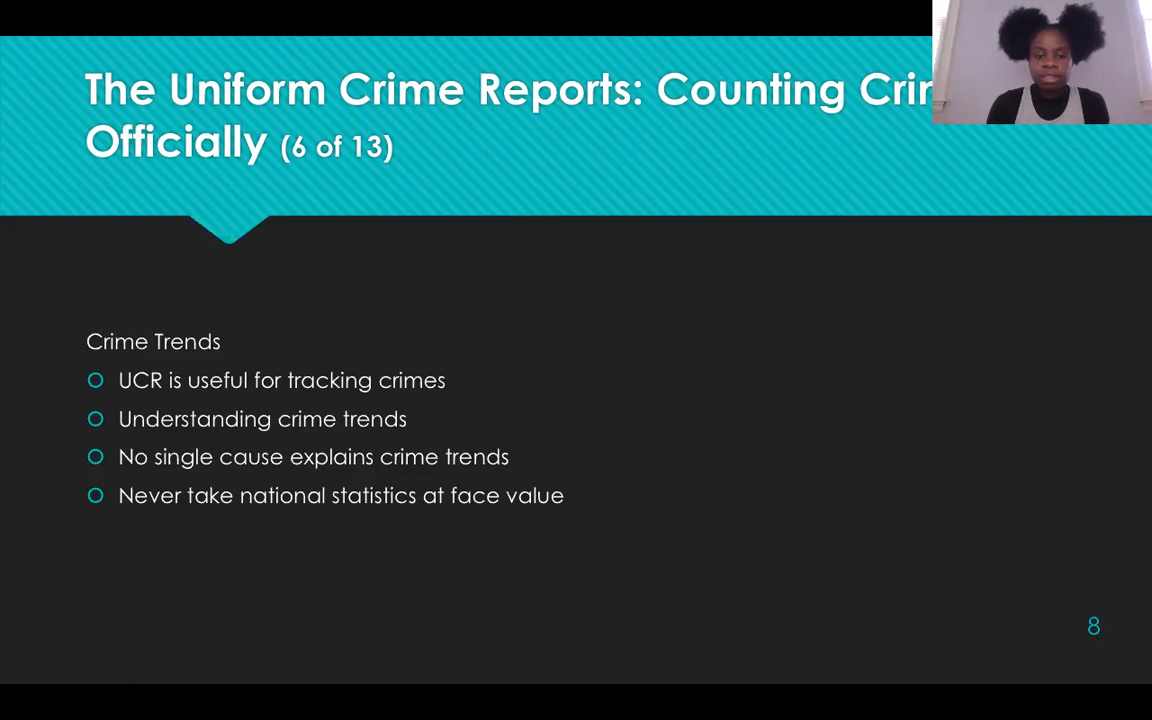 The Uniform Crime Reports: Counting
Officially (6 of 13)
Crime Trends
UCR is useful for tracking crimes
Understanding crime trends
No single cause explains crime trends
Never take national statistics at face value
8